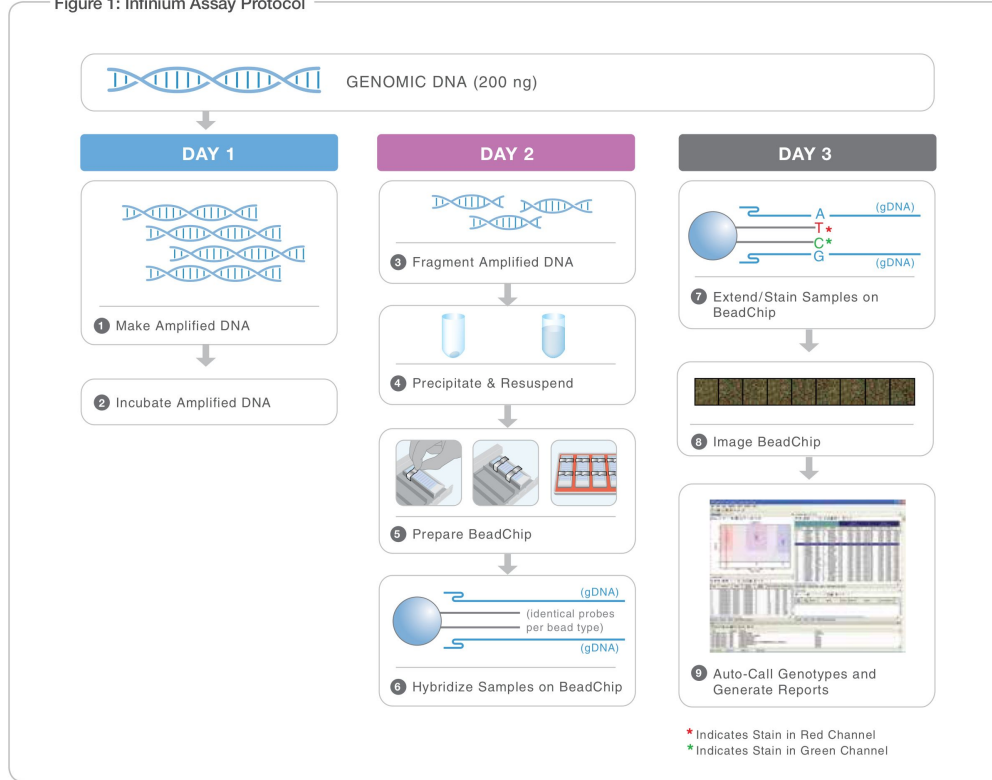 Figure 1: Infinium Assay Protocol
GENOMIC DNA (200 ng)
DAY 1
1 Make Amplified DNA
2 Incubate Amplified DNA
DAY 2
3 Fragment Amplified DNA
4 Precipitate & Resuspend
5 Prepare BeadChip
(gDNA)
(identical probes
per bead type)
(gDNA)
6 Hybridize Samples on BeadChip
DAY 3
A (gDNA)
T*
C*
G (gDNA)
7 Extend/Stain Samples on
BeadChip
8 Image BeadChip
9 Auto-Call Genotypes and
Generate Reports
* Indicates Stain in Red Channel
* Indicates Stain in Green Channel